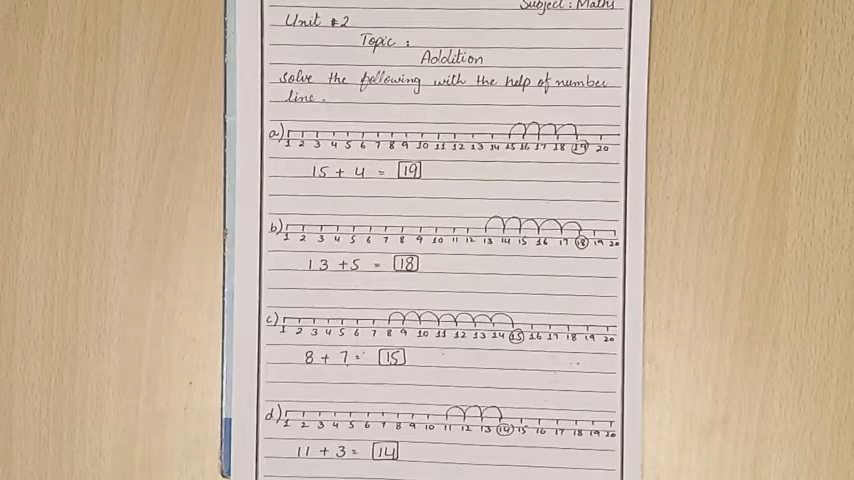 Subject : Maths
Unit # 2
Topic :
Addition
Solve the following with the help of number
line.
a) 1 2 3 4 5 6 7 8 9 10 11 12 13 14 15 16 17 18 19 20
15 + 4 = 19
b) 1 2 3 4 5 6 7 8 9 10 11 12 13 14 15 16 17 18 19 20
13 + 5 = 18
c) 1 2 3 4 5 6 7 8 9 10 11 12 13 14 15 16 17 18 19 20
8 + 7 = 15
d) 1 2 3 4 5 6 7 8 9 10 11 12 13 14 15 16 17 18 19 20
11 + 3 = 14